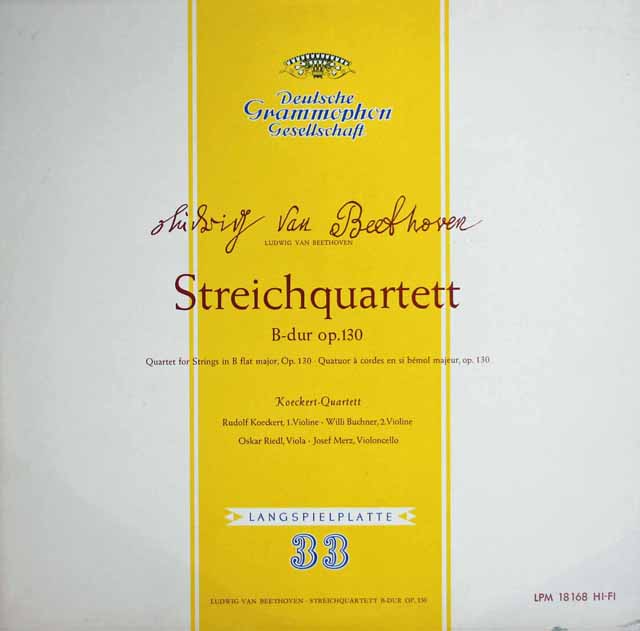 Deutsche
Grammophon
Gesellschaft
Ludwig van Beethoven
LUDWIG VAN BEETHOVEN
Streichquartett
B-dur op.130
Quartet for Strings in B flat major, Op. 130 · Quatuor à cordes en si bémol majeur, op. 130
Koeckert-Quartett
Rudolf Koeckert, 1.Violine · Willi Buchner, 2.Violine
Oskar Riedl, Viola · Josef Merz, Violoncello
LANGSPIELPLATTE
33
LUDWIG VAN BEETHOVEN · STREICHQUARTETT B-DUR OP. 130
LPM 18168 HI-FI